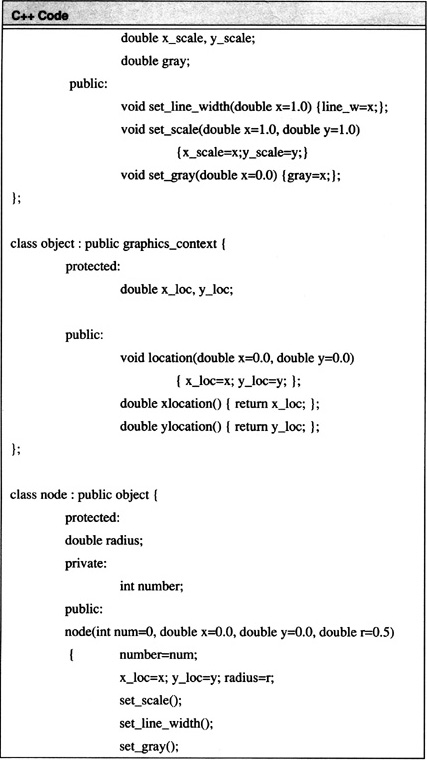 C++ Code
double x_scale, y_scale;
double gray;
public:
void set_line_width(double x=1.0) {line_w=x;};
void set_scale(double x=1.0, double y=1.0)
{x_scale=x;y_scale=y;}
void set_gray(double x=0.0) {gray=x;};
};
class object : public graphics_context {
protected:
double x_loc, y_loc;
public:
void location(double x=0.0, double y=0.0)
{ x_loc=x; y_loc=y; };
double xlocation() { return x_loc; };
double ylocation() { return y_loc; };
};
class node : public object {
protected:
double radius;
private:
int number;
public:
node(int num=0, double x=0.0, double y=0.0, double r=0.5)
{ number=num;
x_loc=x; y_loc=y; radius=r;
set_scale();
set_line_width();
set_gray();